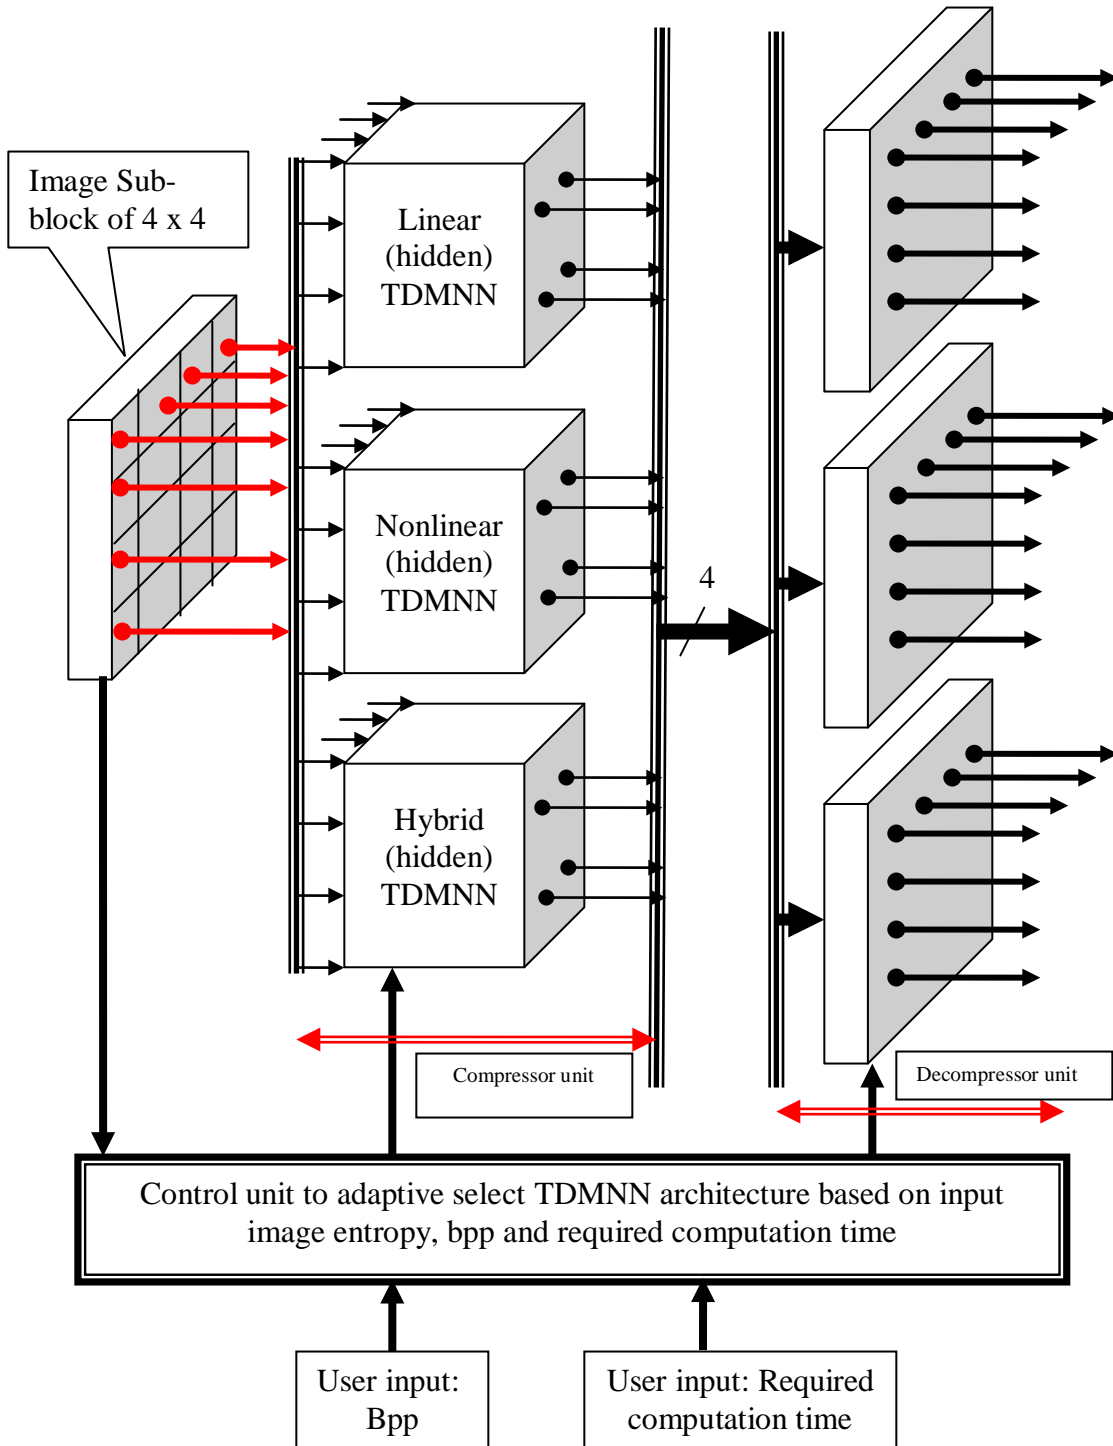 Image Sub-
block of 4 x 4
Linear
(hidden)
TDMNN
Nonlinear
(hidden)
TDMNN
4
Hybrid
(hidden)
TDMNN
Compressor unit
Decompressor unit
Control unit to adaptive select TDMNN architecture based on input
image entropy, bpp and required computation time
User input:
Bpp
User input: Required
computation time